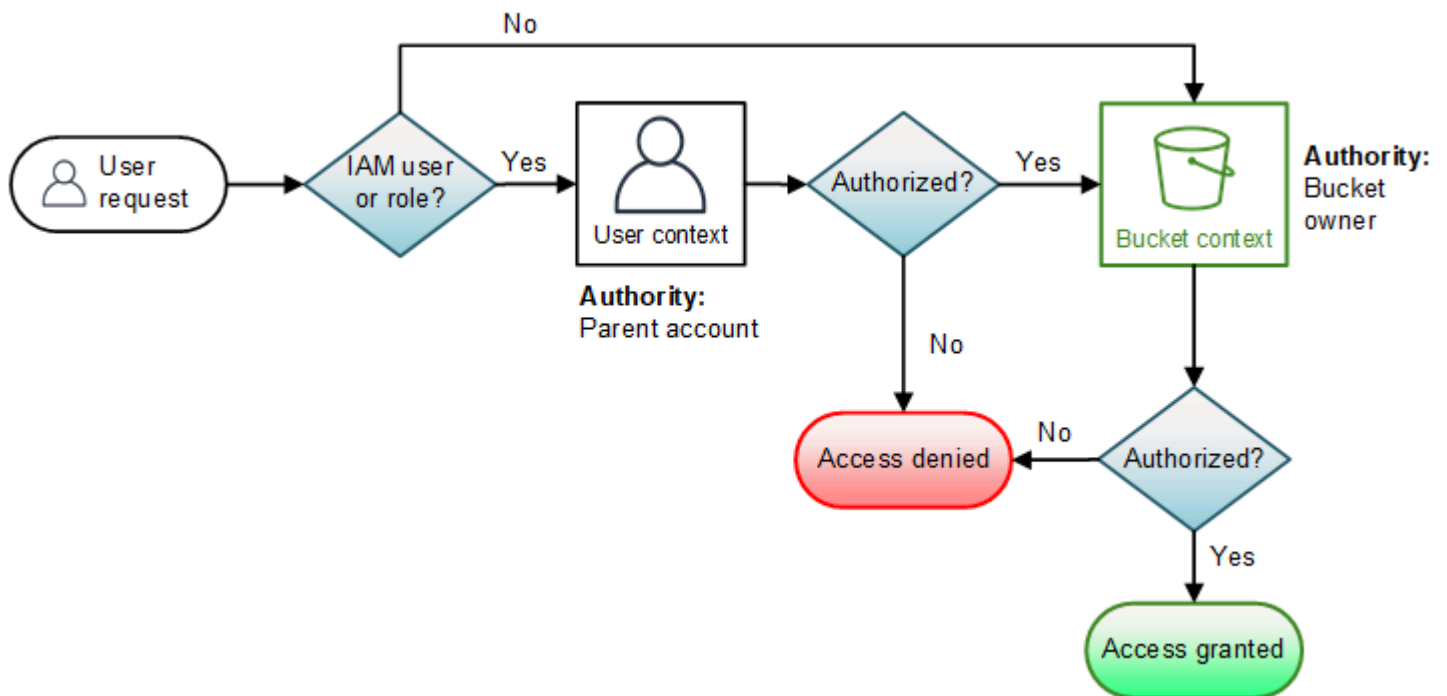 No
User
request
IAM user
or role?
Yes
User context
Authority:
Parent account
Authorized?
Yes
Bucket context
Authority:
Bucket
owner
No
Access denied
No
Authorized?
Yes
Access granted